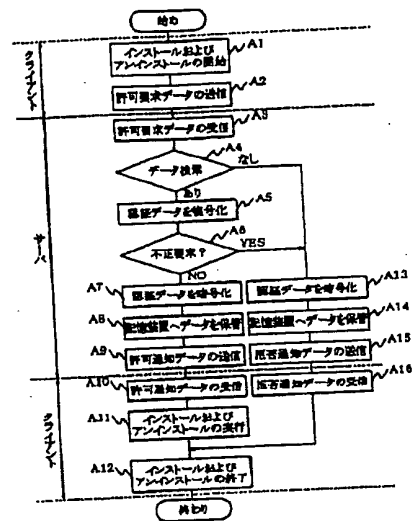 始め
クライアント
インストールおよび
アンインストールの開始
A1
許可要求データの送信
A2
サーバ
許可要求データの受信
A3
データ検索
A4
なし
あり
認証データを復号化
A5
不正要求?
A6
YES
NO
A7
認証データを暗号化
A13
認証データを暗号化
A8
記憶装置へデータを保管
A14
記憶装置へデータを保管
A9
許可通知データの送信
A15
拒否通知データの送信
クライアント
A10
許可通知データの受信
A16
拒否通知データの受信
A11
インストールおよび
アンインストールの実行
A12
インストールおよび
アンインストールの終了
終わり